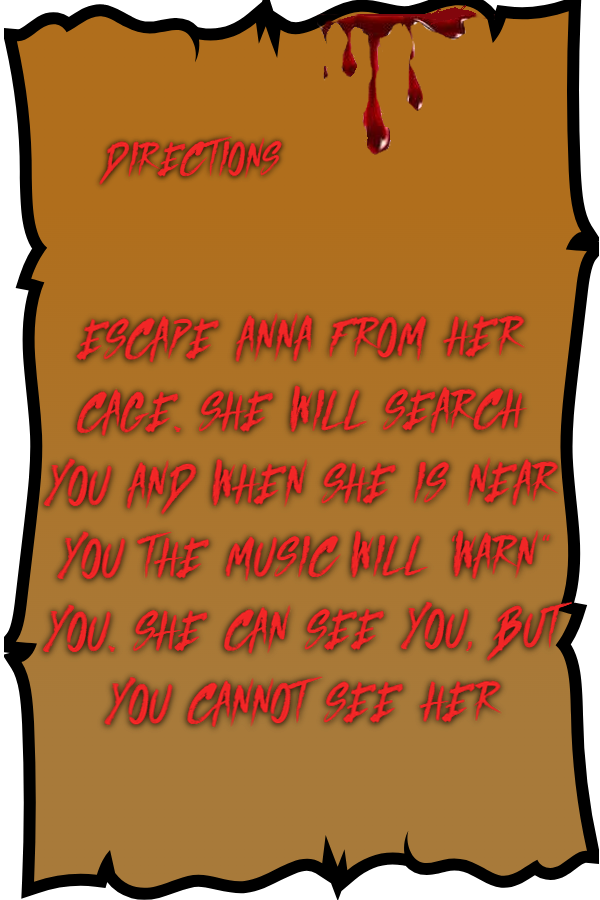 DIRECTIONS
ESCAPE ANNA FROM HER
CAGE. SHE WILL SEARCH
YOU AND WHEN SHE IS NEAR
YOU THE MUSIC WILL "WARN"
YOU. SHE CAN SEE YOU, BUT
YOU CANNOT SEE HER